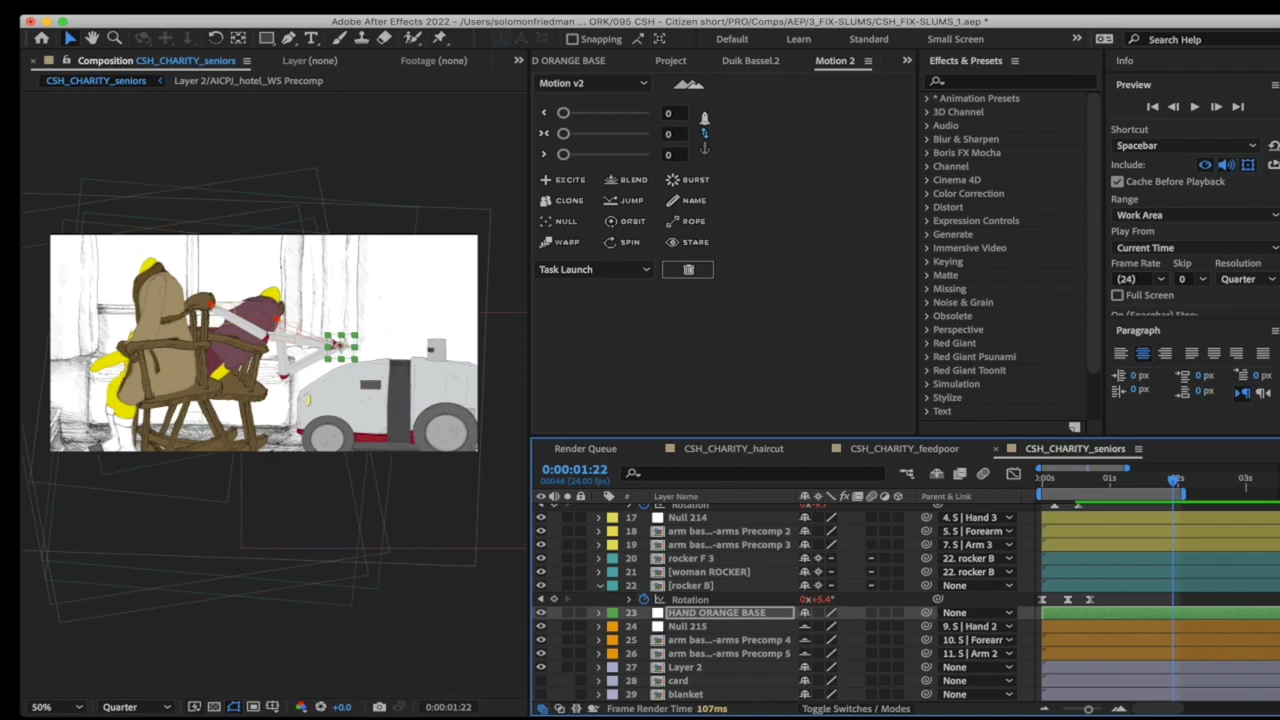 Adobe After Effects 2022 — /Users/solomonfriedman ... ORK/095 CSH - Citizen short/PRO/Comps/AEP/3_FIX-SLUMS/CSH_FIX-SLUMS_1.aep *
Snapping
Default
Learn
Standard
Small Screen
Search Help
Composition CSH_CHARITY_seniors
Layer (none)
Footage (none)
CSH_CHARITY_seniors
Layer 2/AICPJ_hotel_WS Precomp
D ORANGE BASE
Project
Duik Bassel.2
Motion 2
Motion v2
0
0
0
EXCITE
BLEND
BURST
CLONE
JUMP
NAME
NULL
ORBIT
ROPE
WARP
SPIN
STARE
Task Launch
Effects & Presets
* Animation Presets
3D Channel
Audio
Blur & Sharpen
Boris FX Mocha
Channel
Cinema 4D
Color Correction
Distort
Expression Controls
Generate
Immersive Video
Keying
Matte
Missing
Noise & Grain
Obsolete
Perspective
Red Giant
Red Giant Psunami
Red Giant ToonIt
Simulation
Stylize
Text
Info
Preview
Shortcut
Spacebar
Include:
Cache Before Playback
Range
Work Area
Play From
Current Time
Frame Rate
Skip
Resolution
(24)
0
Quarter
Full Screen
On (Spacebar) Stop:
Paragraph
0 px
0 px
0 px
0 px
0 px
50%
Quarter
+0.0
0:00:01:22
Render Queue
CSH_CHARITY_haircut
CSH_CHARITY_feedpoor
CSH_CHARITY_seniors
0:00:01:22
00046 (24.00 fps)
:00s
01s
02s
03s
#
Layer Name
Parent & Link
Rotation
17
Null 214
4. S | Hand 3
18
arm bas...-arms Precomp 2
5. S | Forearm
19
arm bas...-arms Precomp 3
7. S | Arm 3
20
rocker F 3
22. rocker B
21
[woman ROCKER]
22. rocker B
22
[rocker B]
None
Rotation
0x+5.4°
23
HAND ORANGE BASE
None
24
Null 215
9. S | Hand 2
25
arm bas...-arms Precomp 4
10. S | Forearr
26
arm bas...-arms Precomp 5
11. S | Arm 2
27
Layer 2
None
28
card
None
29
blanket
None
Frame Render Time 107ms
Toggle Switches / Modes